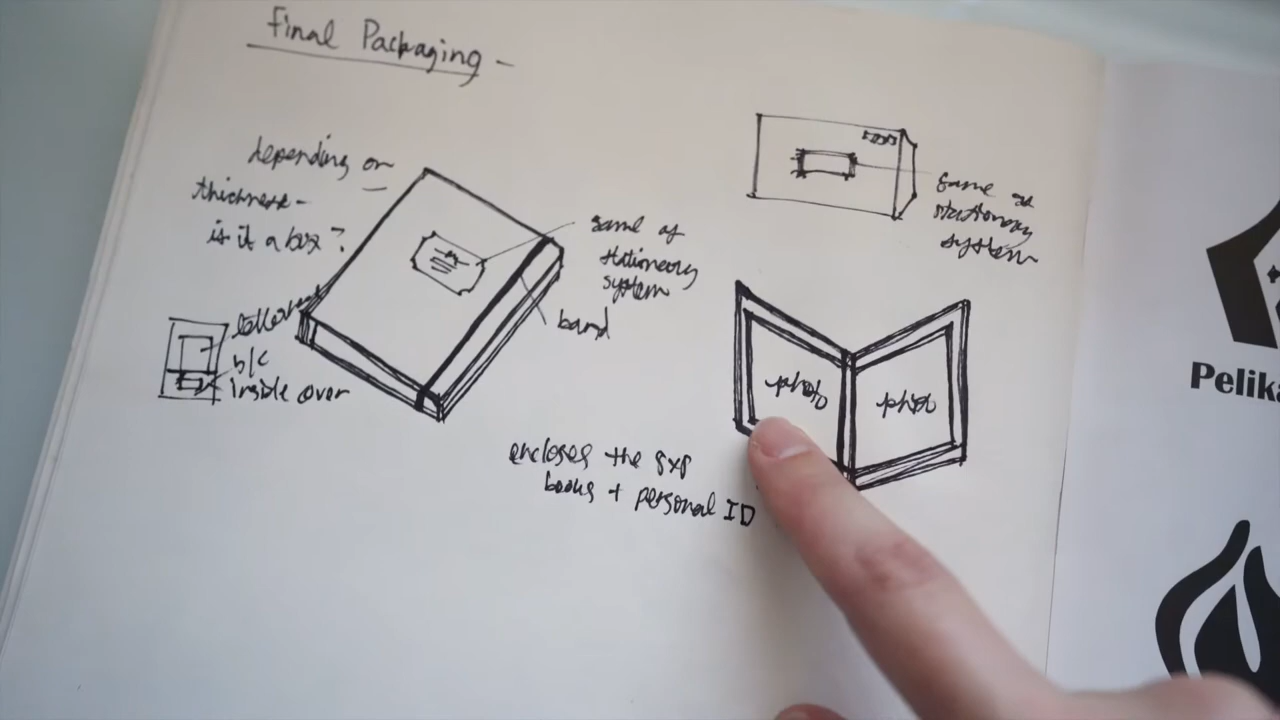 Final Packaging -
depending on
thickness -
is it a box?
same as
stationery
system
band
b/c
inside over
same as
stationery
system
photo
photo
encloses the 8x8
books + personal ID
Pelika